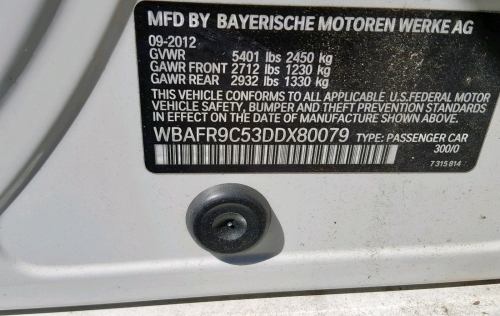 MFD BY BAYERISCHE MOTOREN WERKE AG
09-2012
GVWR 5401 lbs 2450 kg
GAWR FRONT 2712 lbs 1230 kg
GAWR REAR 2932 lbs 1330 kg
THIS VEHICLE CONFORMS TO ALL APPLICABLE U.S.FEDERAL MOTOR
VEHICLE SAFETY, BUMPER AND THEFT PREVENTION STANDARDS
IN EFFECT ON THE DATE OF MANUFACTURE SHOWN ABOVE.
WBAFR9C53DDX80079 TYPE: PASSENGER CAR
300/0
7 315 814